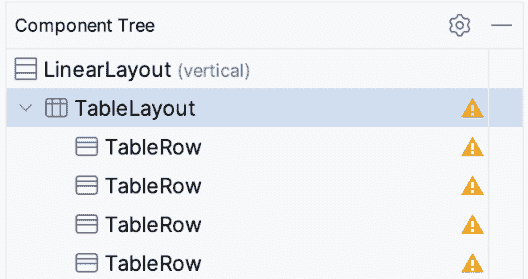 Component Tree
LinearLayout (vertical)
TableLayout
TableRow
TableRow
TableRow
TableRow